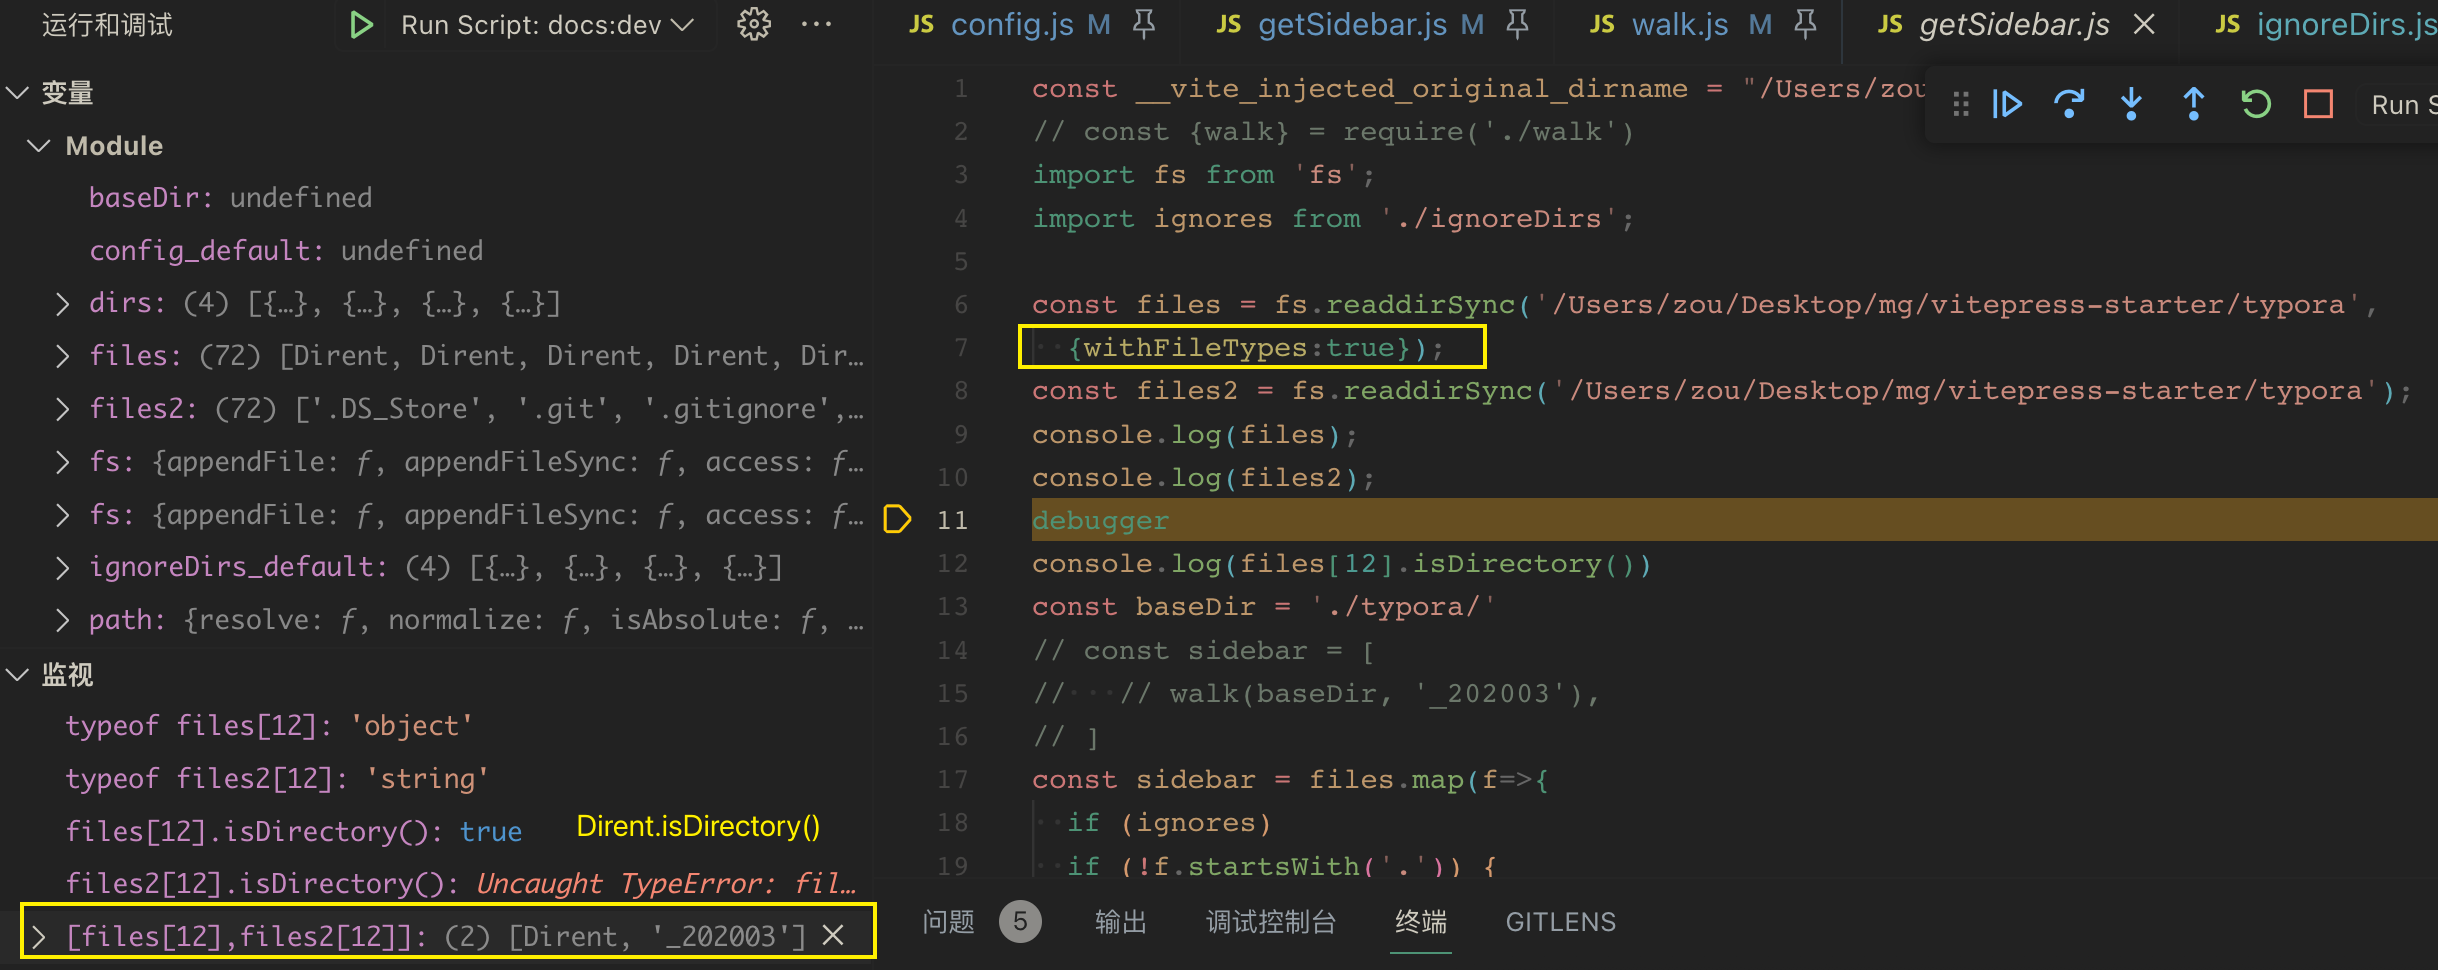 运行和调试
Run Script: docs:dev
变量
Module
baseDir: undefined
config_default: undefined
dirs: (4) [{…}, {…}, {…}, {…}]
files: (72) [Dirent, Dirent, Dirent, Dirent, Dir…
files2: (72) ['.DS_Store', '.git', '.gitignore',…
fs: {appendFile: ƒ, appendFileSync: ƒ, access: ƒ…
fs: {appendFile: ƒ, appendFileSync: ƒ, access: ƒ…
ignoreDirs_default: (4) [{…}, {…}, {…}, {…}]
path: {resolve: ƒ, normalize: ƒ, isAbsolute: ƒ, …
监视
typeof files[12]: 'object'
typeof files2[12]: 'string'
files[12].isDirectory(): true
Dirent.isDirectory()
files2[12].isDirectory(): Uncaught TypeError: fil…
[files[12],files2[12]]: (2) [Dirent, '_202003']
JS config.js M
JS getSidebar.js M
JS walk.js M
JS getSidebar.js
JS ignoreDirs.js
Run S
1 const __vite_injected_original_dirname = "/Users/zou
2 // const {walk} = require('./walk')
3 import fs from 'fs';
4 import ignores from './ignoreDirs';
5
6 const files = fs.readdirSync('/Users/zou/Desktop/mg/vitepress-starter/typora',
7 ··{withFileTypes:true});
8 const files2 = fs.readdirSync('/Users/zou/Desktop/mg/vitepress-starter/typora');
9 console.log(files);
10 console.log(files2);
11 debugger
12 console.log(files[12].isDirectory())
13 const baseDir = './typora/'
14 // const sidebar = [
15 //···// walk(baseDir, '_202003'),
16 // ]
17 const sidebar = files.map(f=>{
18 ··if (ignores)
19 ··if (!f.startsWith('.')) {
问题 5 输出 调试控制台 终端 GITLENS